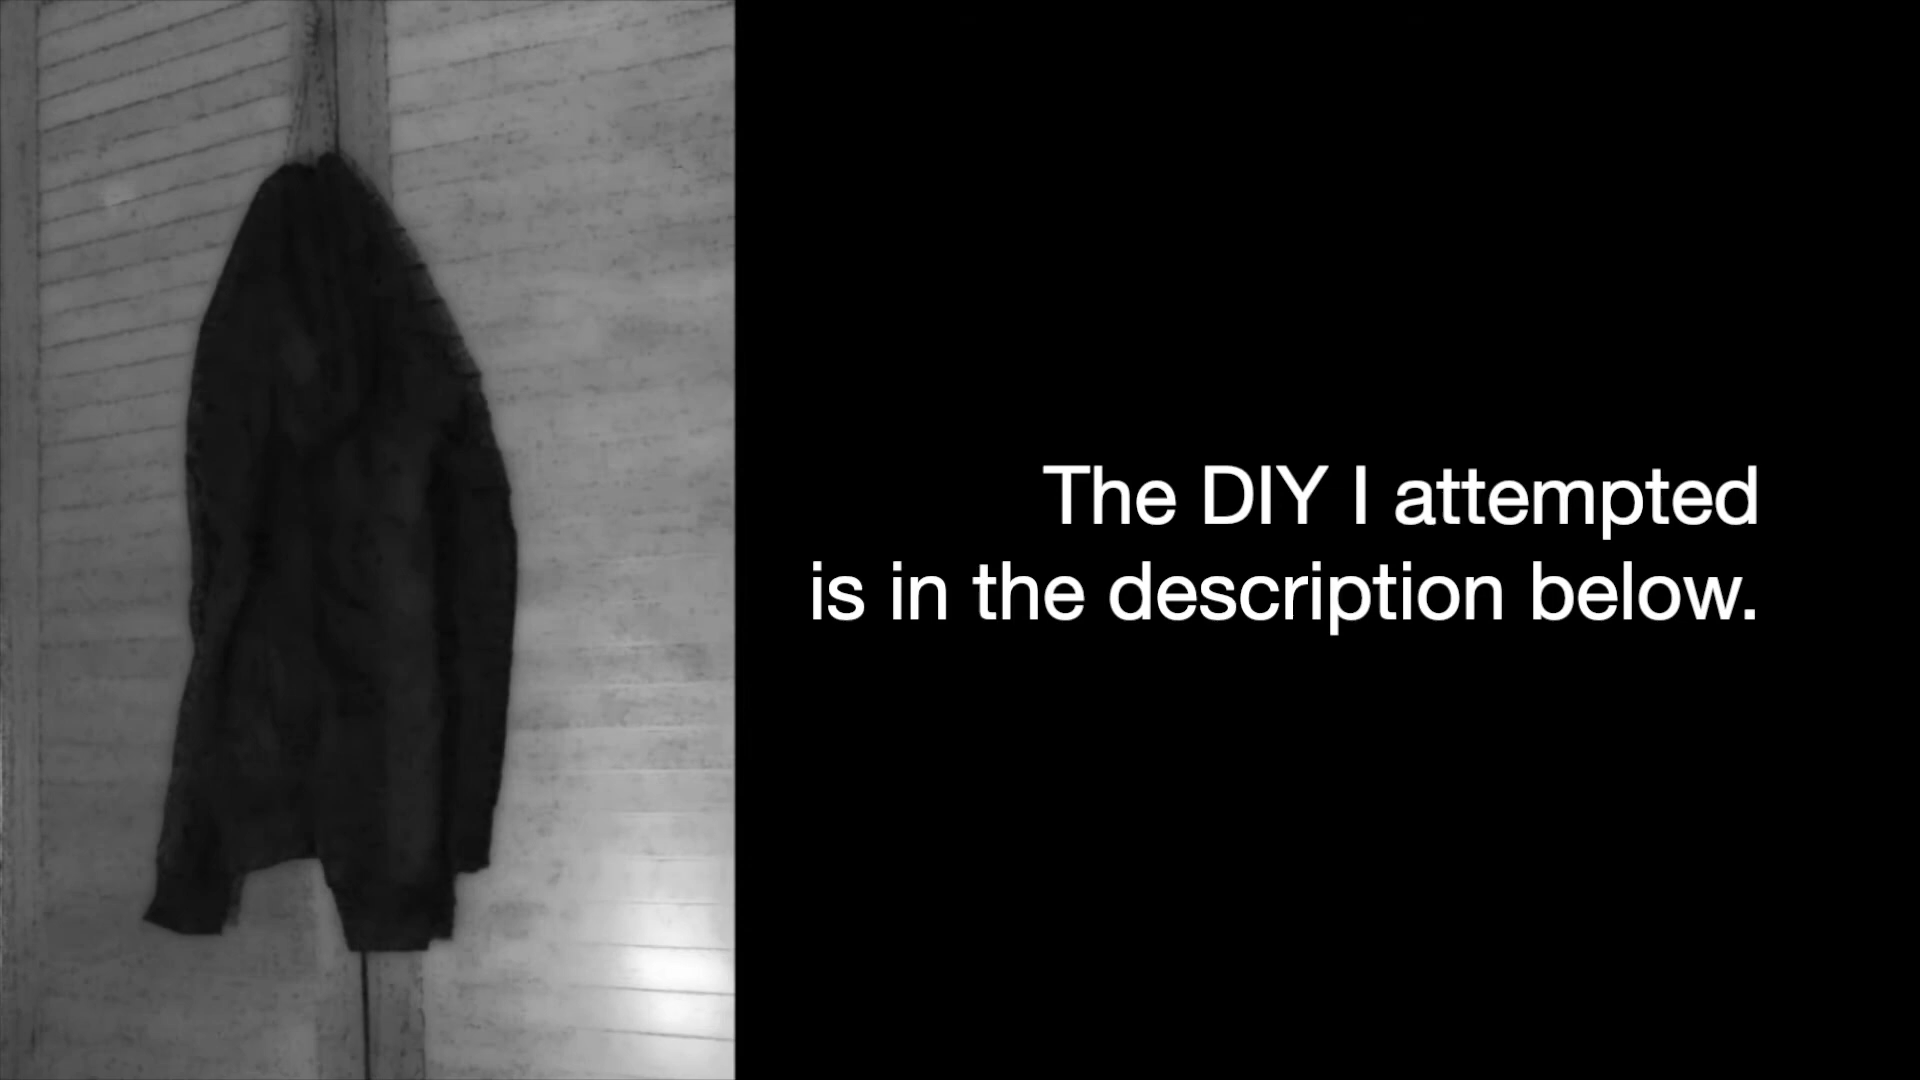 The DIY I attempted
is in the description below.